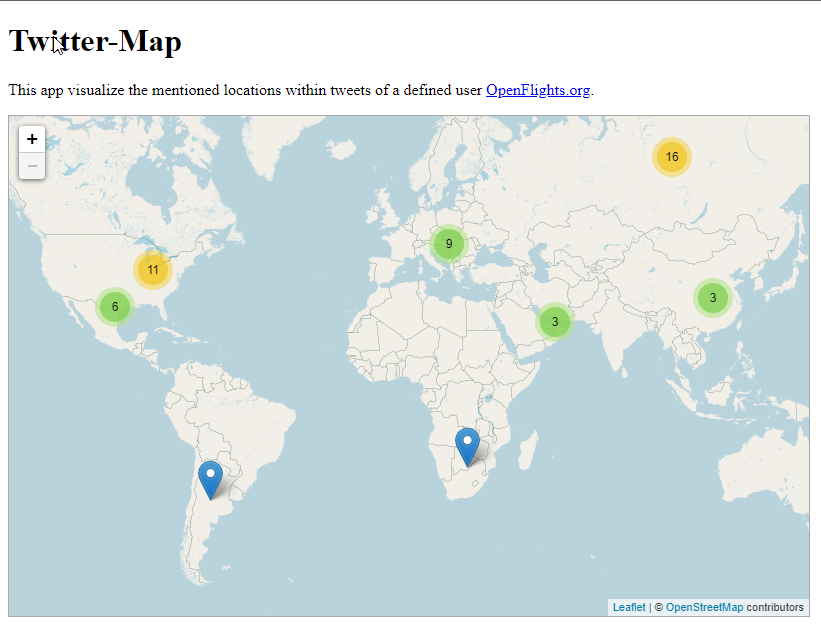 Twitter-Map
This app visualize the mentioned locations within tweets of a defined user OpenFlights.org.
+
−
16
9
11
6
3
3
Leaflet | © OpenStreetMap contributors